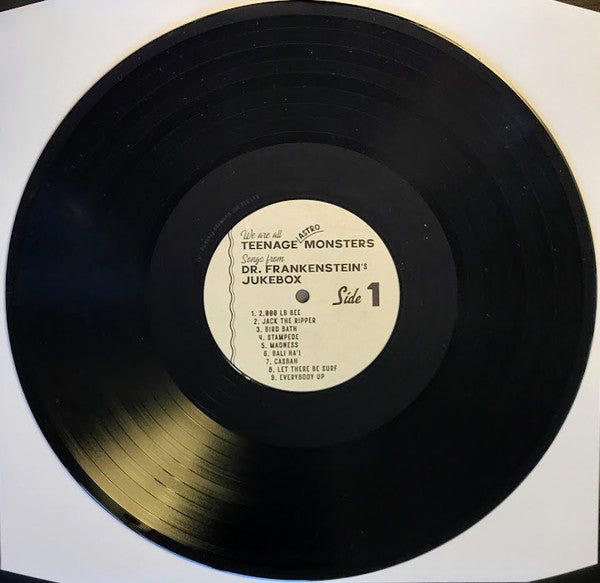 We are all
ASTRO
TEENAGE MONSTERS
Songs from
DR. FRANKENSTEIN's
JUKEBOX
Side 1
1. 2,000 LB BEE
2. JACK THE RIPPER
3. BIRD BATH
4. STAMPEDE
5. MADNESS
6. BALI HA'I
7. CASBAH
8. LET THERE BE SURF
9. EVERYBODY UP